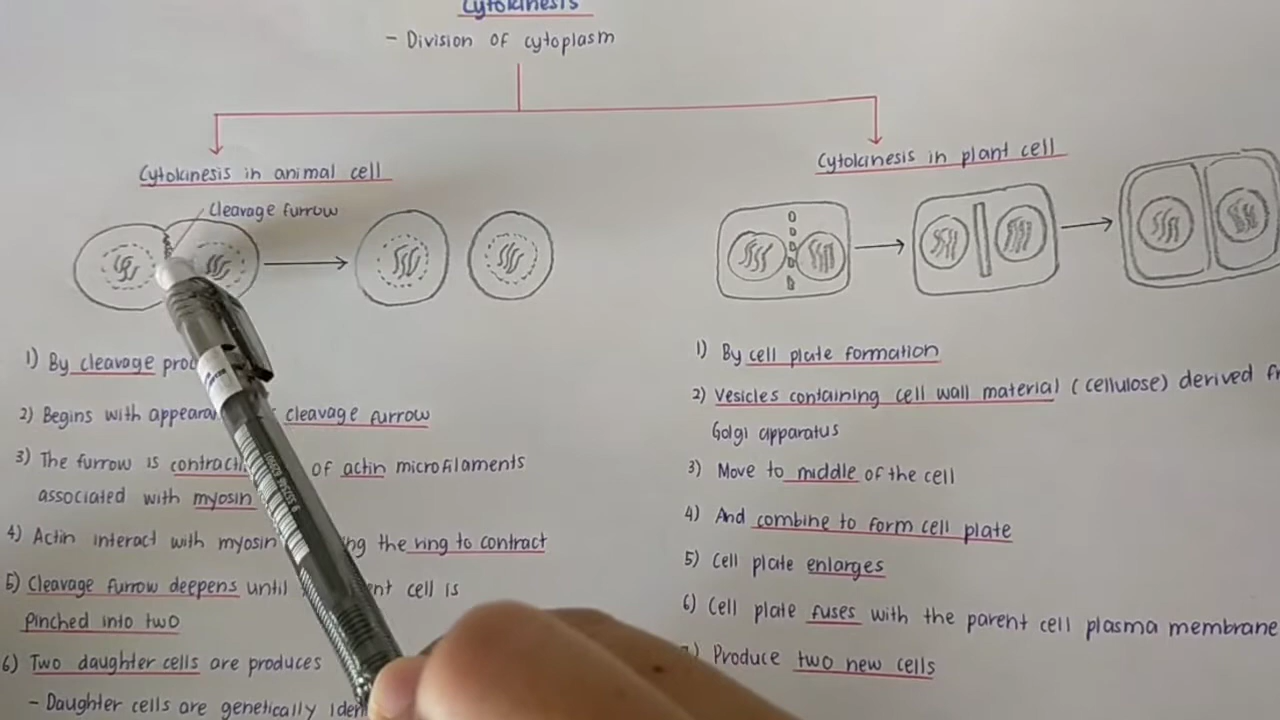 Cytokinesis
- Division of cytoplasm
Cytokinesis in animal cell
Cleavage furrow
1) By cleavage
2) Begins with cleavage furrow
3) The furrow is of actin microfilaments
associated with myosin
4) Actin interact with myosin the ring to contract
5) Cleavage furrow deepens until cell is
pinched into two
6) Two daughter cells are produces
- Daughter cells are genetically
Cytokinesis in plant cell
1) By cell plate formation
2) Vesicles containing cell wall material (cellulose) derived
Golgi apparatus
3) Move to middle of the cell
4) And combine to form cell plate
5) Cell plate enlarges
6) Cell plate fuses with the parent cell plasma membrane
Produce two new cells